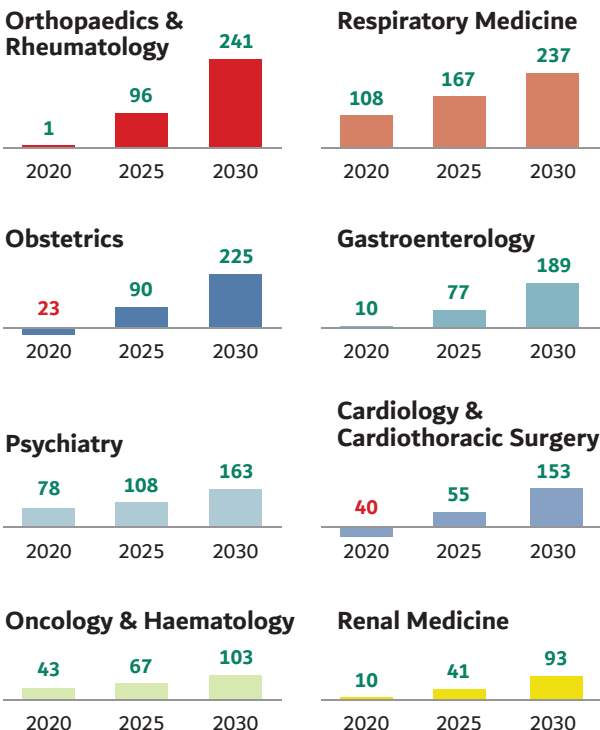 Orthopaedics &
Rheumatology
1
96
241
2020 2025 2030
Respiratory Medicine
108
167
237
2020 2025 2030
Obstetrics
23
90
225
2020 2025 2030
Gastroenterology
10
77
189
2020 2025 2030
Psychiatry
78
108
163
2020 2025 2030
Cardiology &
Cardiothoracic Surgery
40
55
153
2020 2025 2030
Oncology & Haematology
43
67
103
2020 2025 2030
Renal Medicine
10
41
93
2020 2025 2030